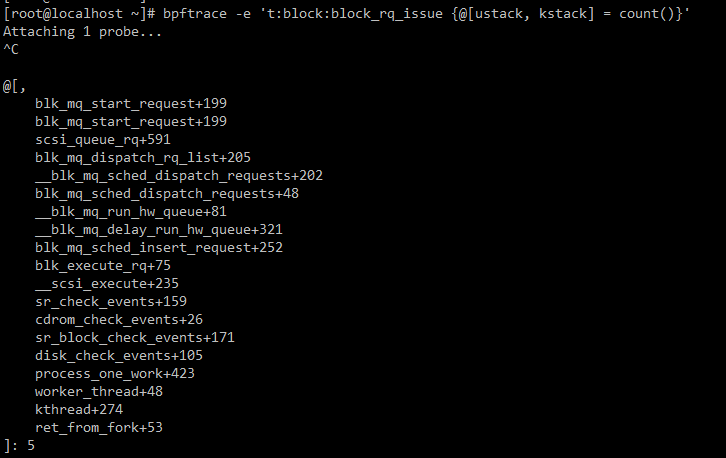 [root@localhost ~]# bpftrace -e 't:block:block_rq_issue {@[ustack, kstack] = count()}'
Attaching 1 probe...
^C
@[,
blk_mq_start_request+199
blk_mq_start_request+199
scsi_queue_rq+591
blk_mq_dispatch_rq_list+205
__blk_mq_sched_dispatch_requests+202
blk_mq_sched_dispatch_requests+48
__blk_mq_run_hw_queue+81
__blk_mq_delay_run_hw_queue+321
blk_mq_sched_insert_request+252
blk_execute_rq+75
__scsi_execute+235
sr_check_events+159
cdrom_check_events+26
sr_block_check_events+171
disk_check_events+105
process_one_work+423
worker_thread+48
kthread+274
ret_from_fork+53
]: 5